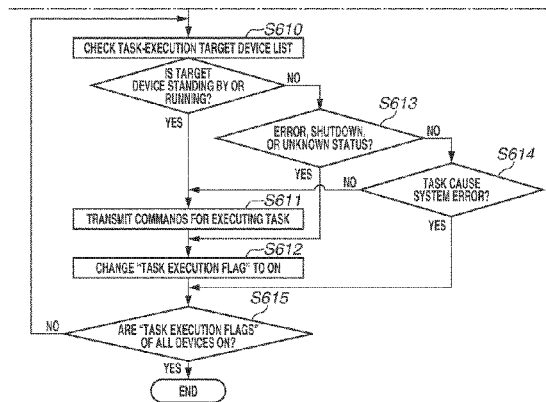 S610
CHECK TASK-EXECUTION TARGET DEVICE LIST
IS TARGET
DEVICE STANDING BY OR
RUNNING?
NO
YES
S613
ERROR, SHUTDOWN,
OR UNKNOWN STATUS?
NO
YES
S614
TASK CAUSE
SYSTEM ERROR?
NO
YES
S611
TRANSMIT COMMANDS FOR EXECUTING TASK
S612
CHANGE “TASK EXECUTION FLAG” TO ON
S615
ARE “TASK EXECUTION FLAGS”
OF ALL DEVICES ON?
NO
YES
END